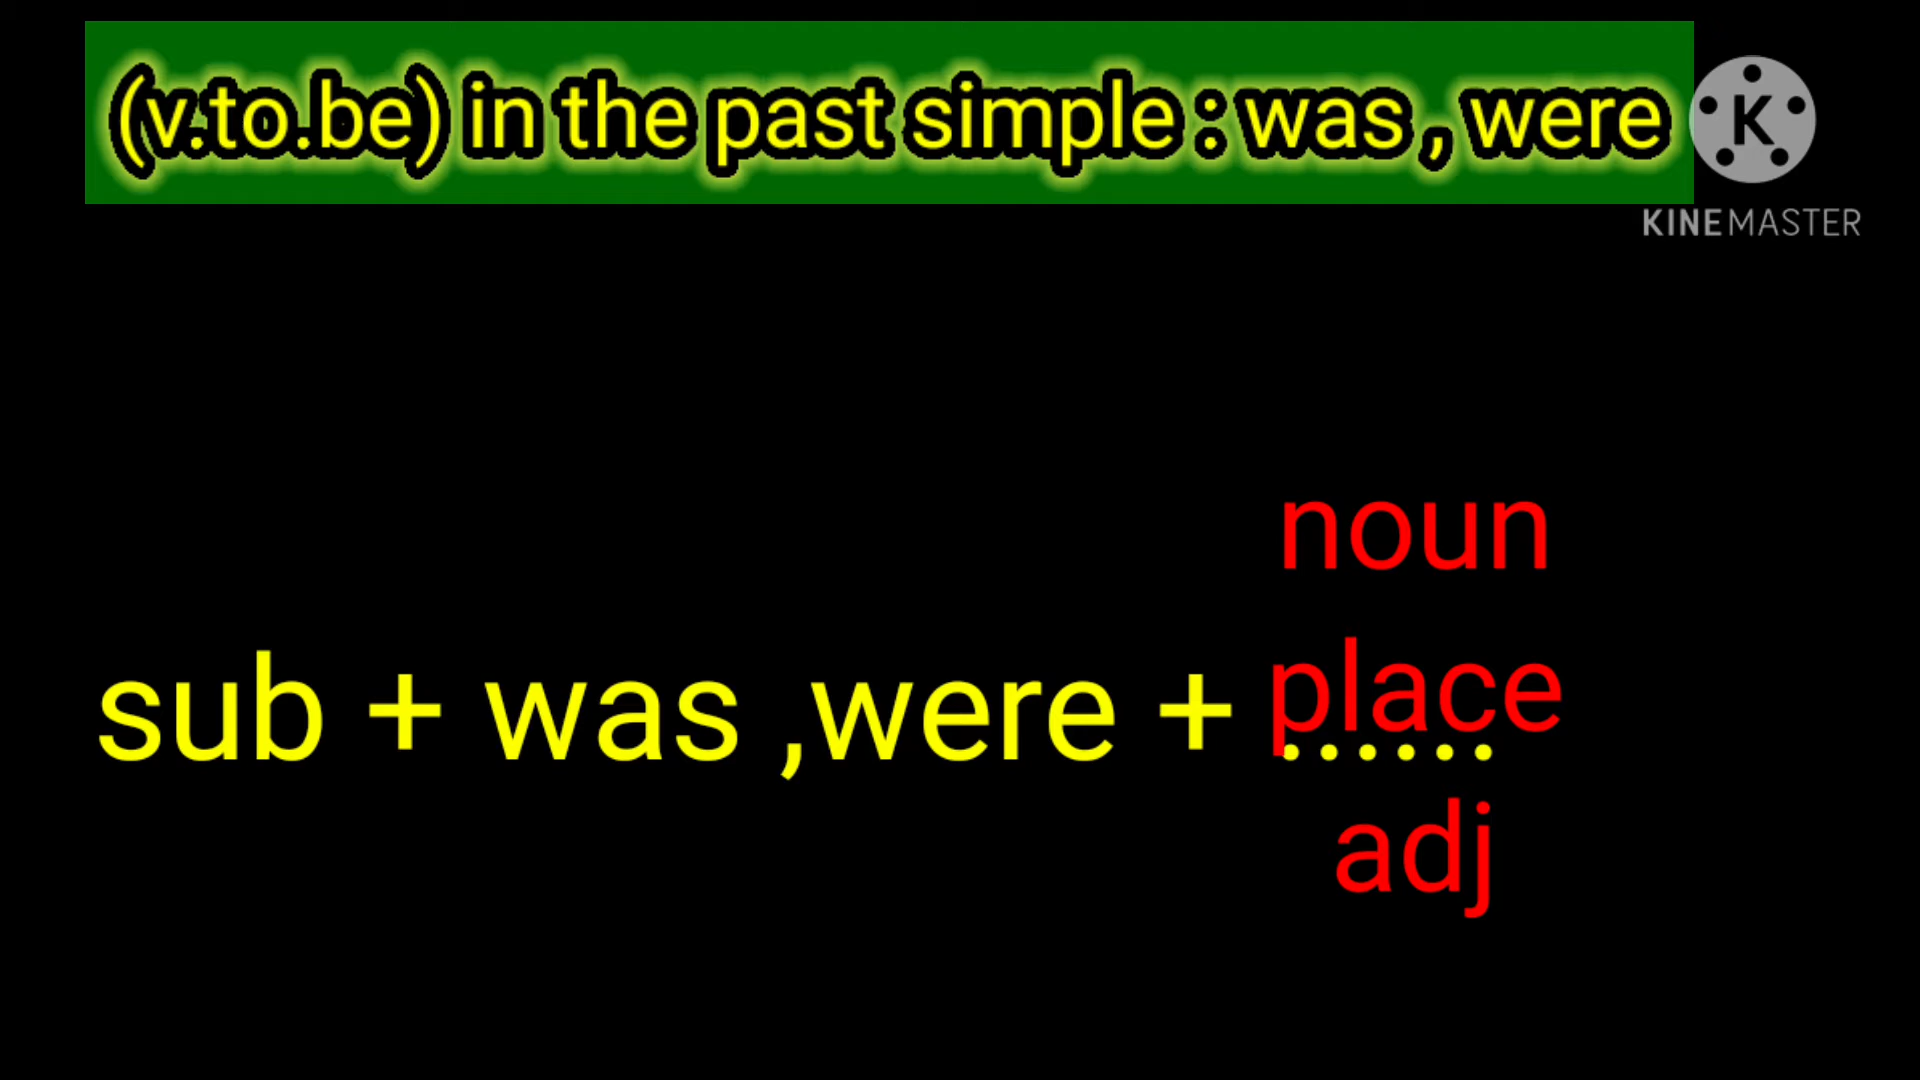 (v.to.be) in the past simple : was , were
K
KINEMASTER
noun
sub + was ,were + ......
place
adj